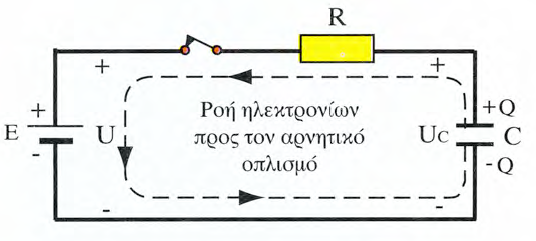 R
+ +
+ +Q
E U Ροή ηλεκτρονίων
προς τον αρνητικό
οπλισμό
Uc C
- -Q
- -